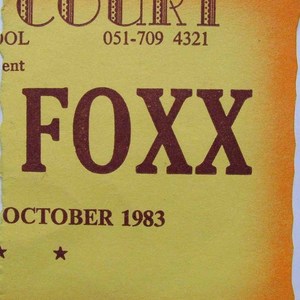 COURT
OOL 051-709 4321
ent
FOXX
OCTOBER 1983